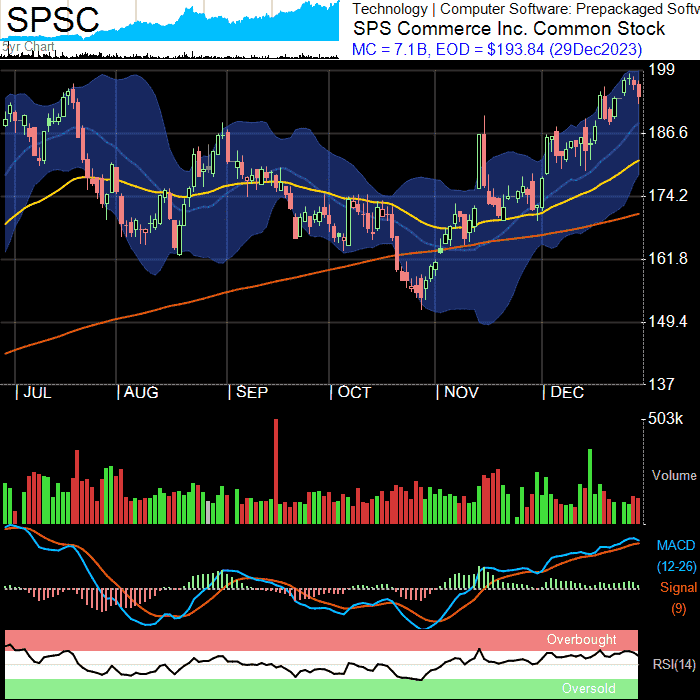 SPSC
5yr Chart
Technology | Computer Software: Prepackaged Softw
SPS Commerce Inc. Common Stock
MC = 7.1B, EOD = $193.84 (29Dec2023)
199
186.6
174.2
161.8
149.4
137
| JUL | AUG | SEP | OCT | NOV | DEC
503k
Volume
MACD
(12-26)
Signal
(9)
Overbought
RSI(14)
Oversold